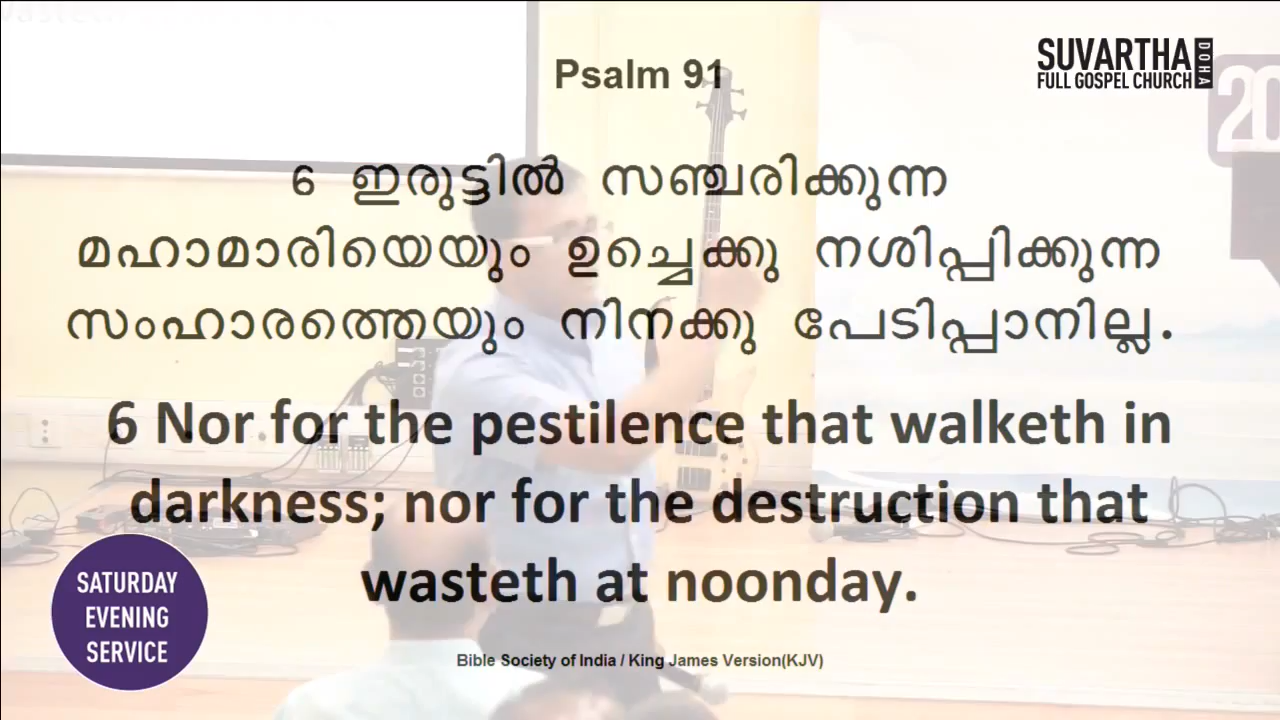 SUVARTHA
DOHA
FULL GOSPEL CHURCH
20
Psalm 91
6 ഇരുട്ടിൽ സഞ്ചരിക്കുന്ന
മഹാമാരിയെയും ഉച്ചെക്കു നശിപ്പിക്കുന്ന
സംഹാരത്തെയും നിനക്കു പേടിപ്പാനില്ല.
6 Nor for the pestilence that walketh in
darkness; nor for the destruction that
wasteth at noonday.
SATURDAY
EVENING
SERVICE
Bible Society of India / King James Version(KJV)